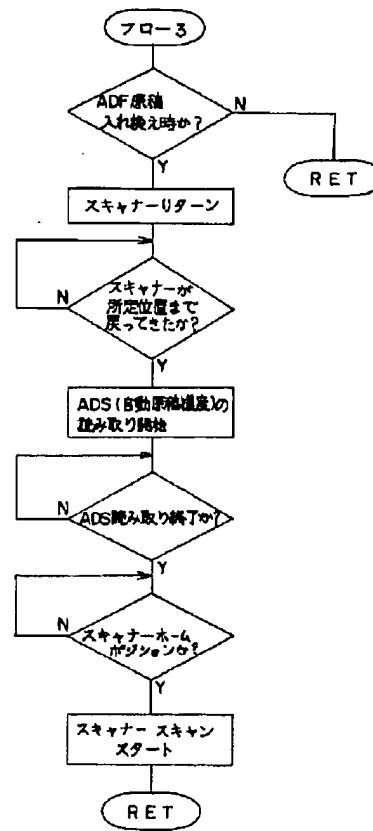 フロー3
ADF原稿
入れ換え時か?
N
Y
RET
スキャナーリターン
スキャナーが
所定位置まで
戻ってきたか?
N
Y
ADS(自動原稿濃度)の
読み取り開始
ADS読み取り終了か?
N
Y
スキャナーホーム
ポジションか?
N
Y
スキャナー スキャン
スタート
RET